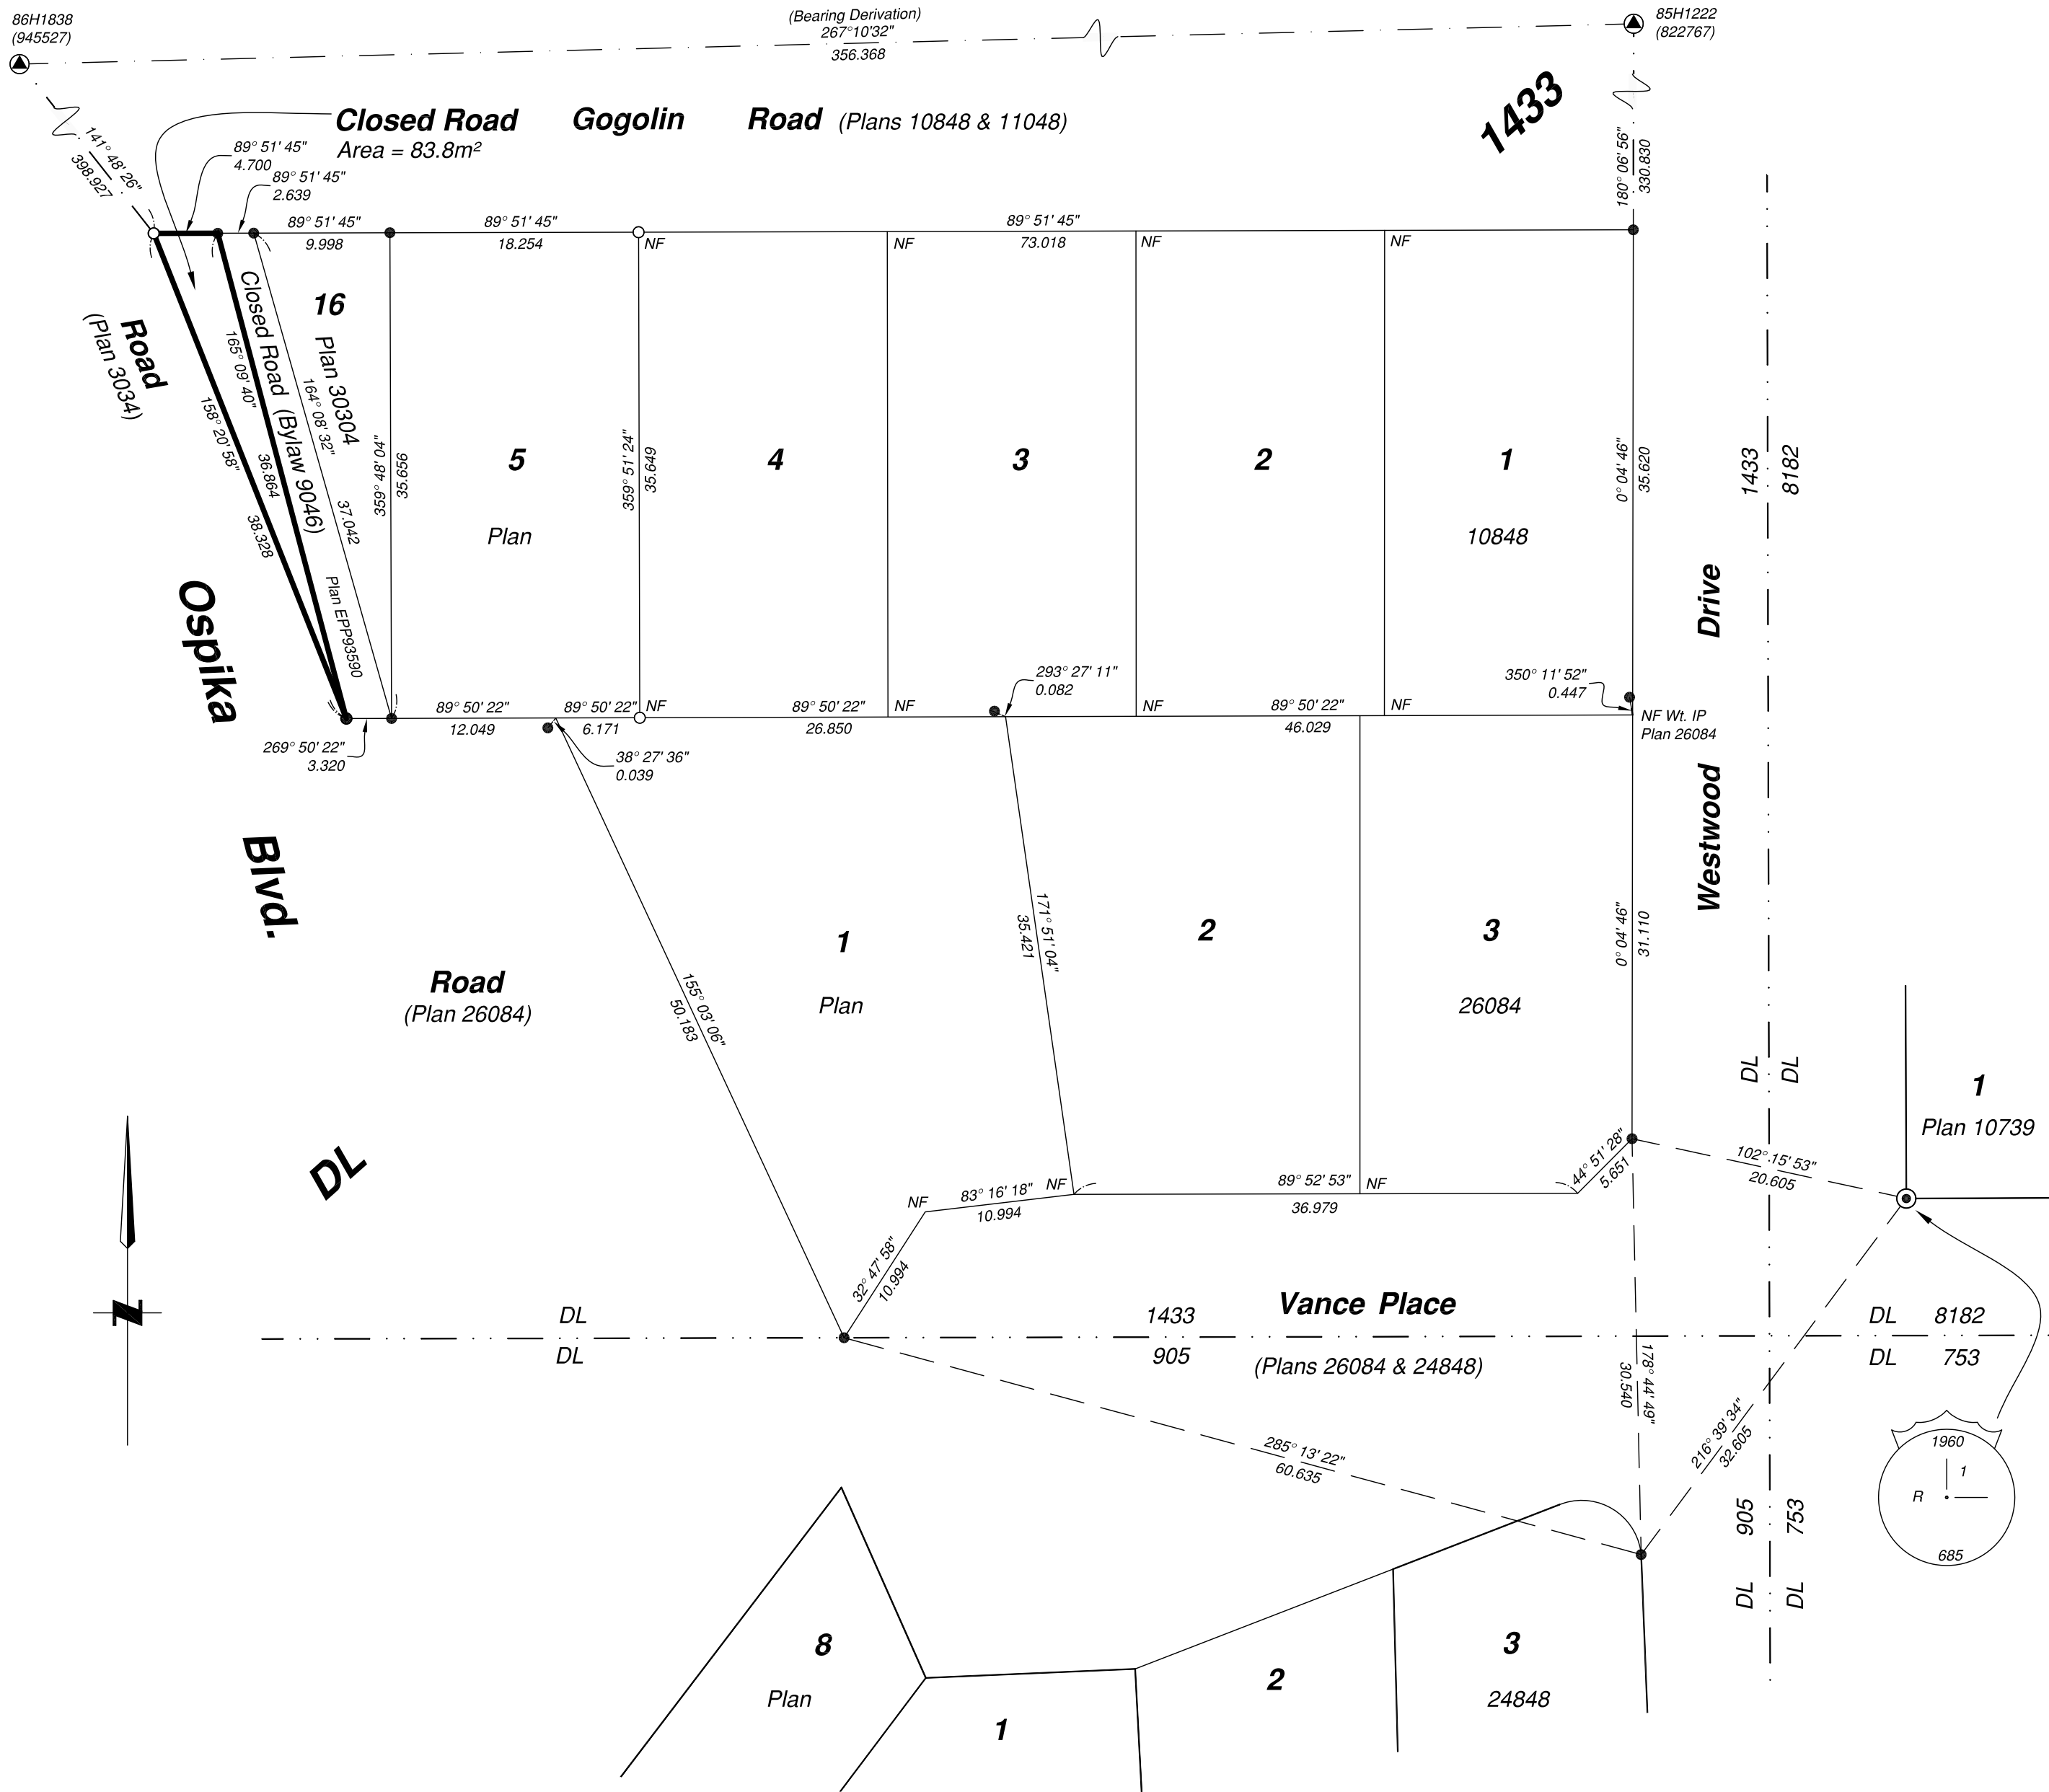 86H1838
(945527)
(Bearing Derivation)
267°10'32"
356.368
85H1222
(822767)
Closed Road
Area = 83.8m²
Gogolin Road (Plans 10848 & 11048)
1433
141° 48' 26"
398.927
89° 51' 45"
4.700
89° 51' 45"
2.639
180° 06' 56"
330.830
89° 51' 45"
9.998
89° 51' 45"
18.254
89° 51' 45"
73.018
NF
NF
NF
NF
Road
(Plan 3034)
158° 20' 58"
38.328
165° 09' 40"
36.864
Closed Road (Bylaw 9046)
Plan EPP93590
16
Plan 30304
164° 08' 32"
37.042
359° 48' 04"
35.656
5
Plan
359° 51' 24"
35.649
4
3
2
1
10848
0° 04' 46"
35.620
1433
8182
Ospika
Blvd.
Westwood Drive
269° 50' 22"
3.320
89° 50' 22"
12.049
89° 50' 22"
6.171
38° 27' 36"
0.039
NF
89° 50' 22"
26.850
NF
293° 27' 11"
0.082
NF
89° 50' 22"
46.029
NF
350° 11' 52"
0.447
NF Wt. IP
Plan 26084
Road
(Plan 26084)
155° 03' 06"
50.183
1
Plan
171° 51' 04"
35.421
2
3
26084
0° 04' 46"
31.110
DL
DL
1
Plan 10739
DL
NF
83° 16' 18"
10.994
NF
89° 52' 53"
36.979
NF
44° 51' 28"
5.651
102° 15' 53"
20.605
32° 47' 58"
10.994
N
DL
DL
1433
905
Vance Place
(Plans 26084 & 24848)
178° 44' 49"
30.540
216° 39' 34"
32.605
DL 8182
DL 753
285° 13' 22"
60.635
1960
1
R
685
905
753
DL
DL
8
Plan
1
2
3
24848